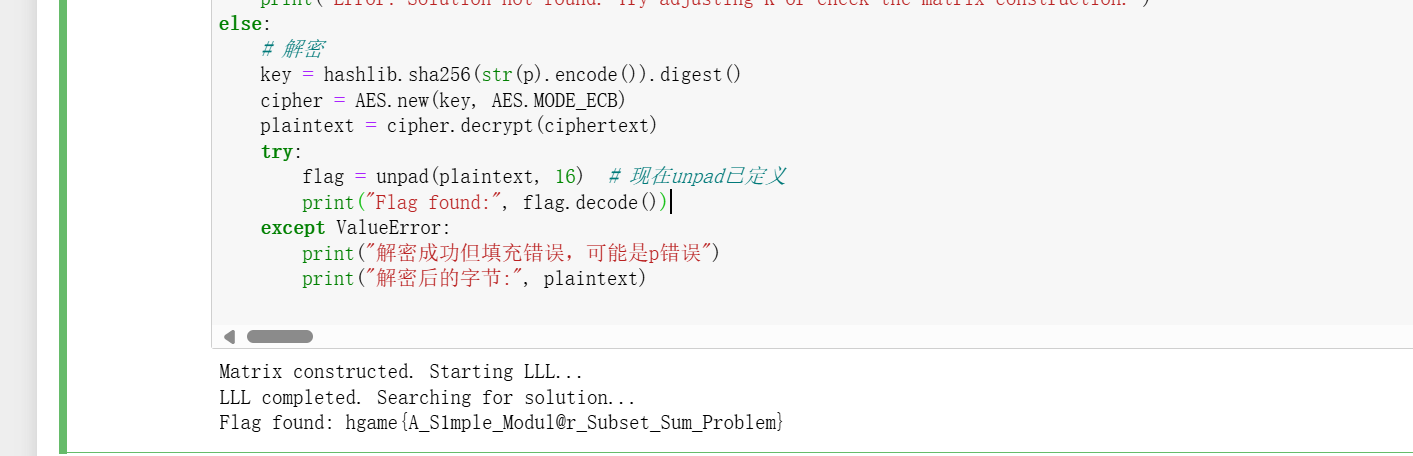 print("Error: Solution not found. Try adjusting K or check the matrix construction.")
else:
    # 解密
    key = hashlib.sha256(str(p).encode()).digest()
    cipher = AES.new(key, AES.MODE_ECB)
    plaintext = cipher.decrypt(ciphertext)
    try:
        flag = unpad(plaintext, 16)  # 现在unpad已定义
        print("Flag found:", flag.decode())
    except ValueError:
        print("解密成功但填充错误，可能是p错误")
        print("解密后的字节:", plaintext)
Matrix constructed. Starting LLL...
LLL completed. Searching for solution...
Flag found: hgame{A_S1mple_Modul@r_Subset_Sum_Problem}